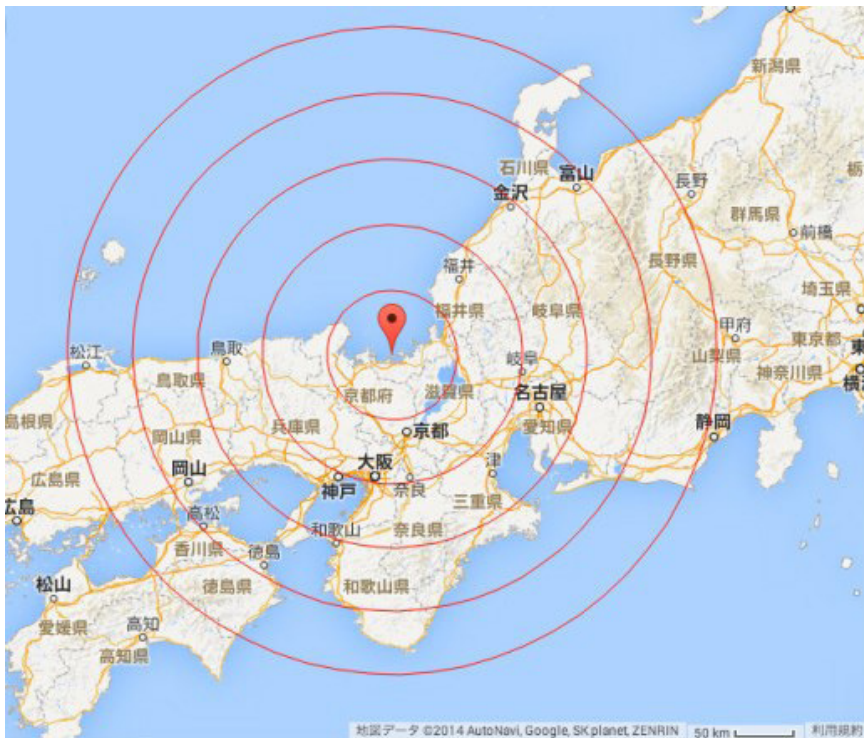 新潟県
石川県
富山
栃
金沢
長野
群馬県
前橋
福井
長野県
埼玉県
福井県
岐阜県
甲府
東京都
松江
鳥取
山梨県
東
岐阜
神奈川県
横
鳥取県
京都府
滋賀県
名古屋
島根県
兵庫県
京都
愛知県
静岡
岡山県
大阪
津
広島県
岡山
神戸
奈良
三重県
広島
高松
和歌山
奈良県
香川県
徳島
松山
徳島県
和歌山県
愛媛県
高知
高知県
地図データ ©2014 AutoNavi, Google, SK planet, ZENRIN
50 km
利用規約